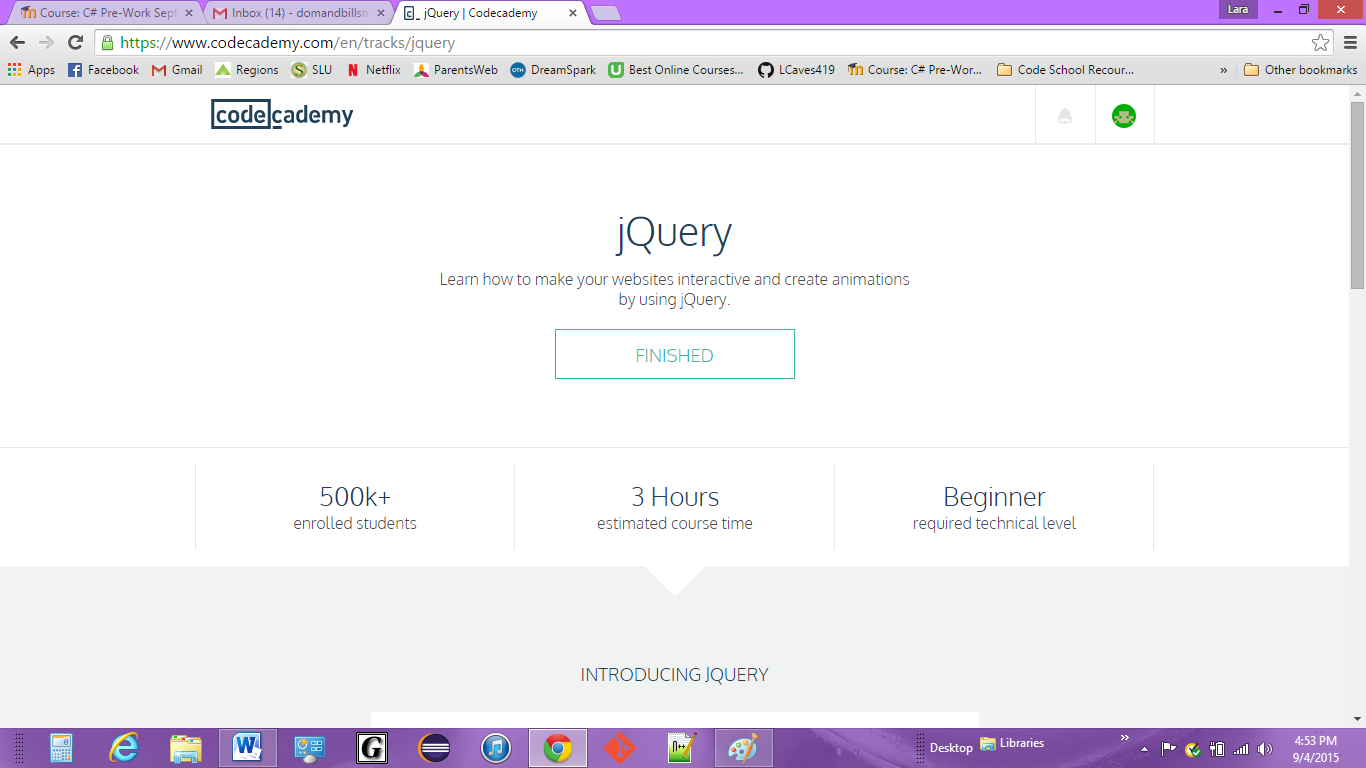 Course: C# Pre-Work Sept
Inbox (14) - domandbillsm
jQuery | Codecademy
Lara
https://www.codecademy.com/en/tracks/jquery
Apps Facebook Gmail Regions SLU Netflix ParentsWeb DreamSpark Best Online Courses... LCaves419 Course: C# Pre-Wor... Code School Recour... » Other bookmarks
codecademy
jQuery
Learn how to make your websites interactive and create animations
by using jQuery.
FINISHED
500k+
enrolled students
3 Hours
estimated course time
Beginner
required technical level
INTRODUCING JQUERY
Desktop Libraries »
4:53 PM
9/4/2015